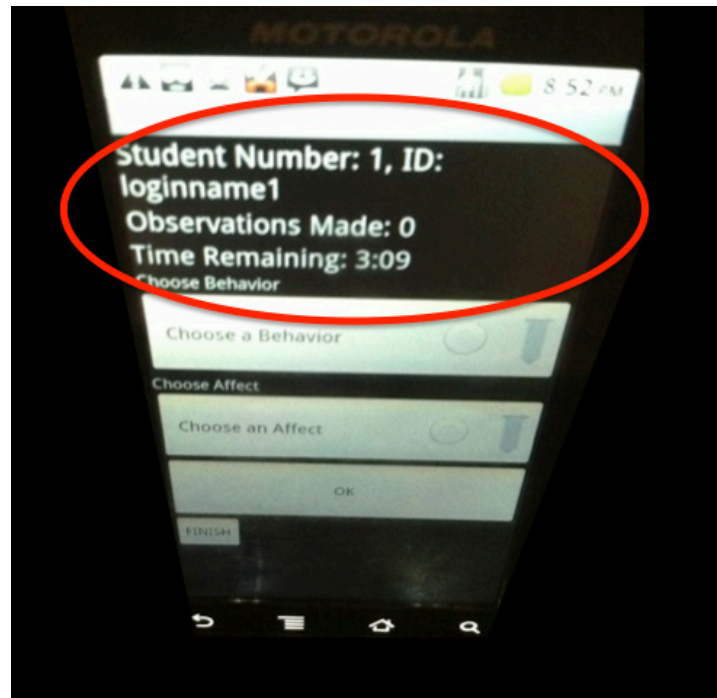 MOTOROLA
8 52 PM
Student Number: 1, ID:
loginname1
Observations Made: 0
Time Remaining: 3:09
Choose Behavior
Choose a Behavior
Choose Affect
Choose an Affect
OK
FINISH